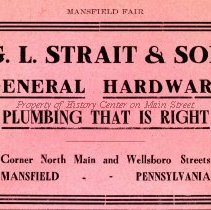 MANSFIELD FAIR
G. L. STRAIT & SO
GENERAL HARDWAR
Property of History Center on Main Street
PLUMBING THAT IS RIGHT
Corner North Main and Wellsboro Streets
MANSFIELD - - PENNSYLVANIA